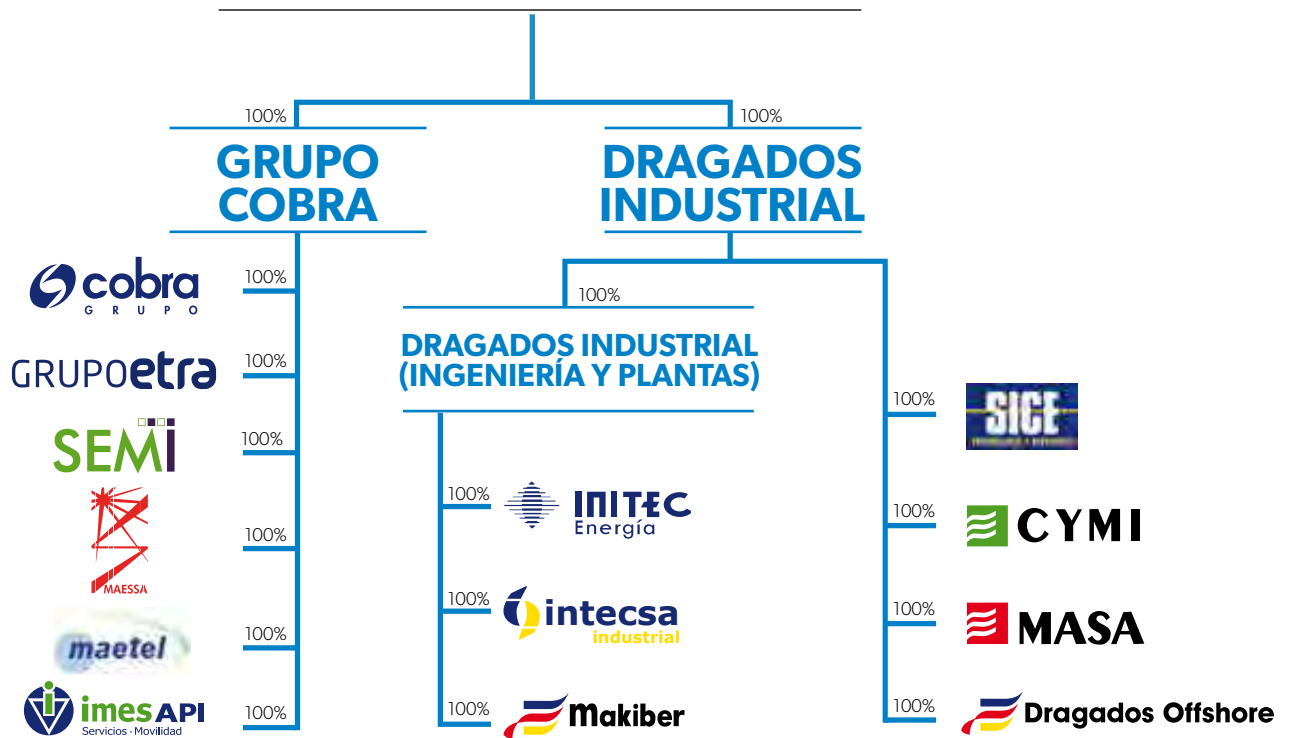 100%
100%
GRUPO
COBRA
DRAGADOS
INDUSTRIAL
100%
cobra
GRUPO
100%
GRUPOetra
100%
SEMI
100%
MAESSA
100%
maetel
100%
imesAPI
Servicios · Movilidad
100%
100%
DRAGADOS INDUSTRIAL
(INGENIERÍA Y PLANTAS)
100%
INITEC
Energía
100%
intecsa
industrial
100%
Makiber
100%
SICE
100%
CYMI
100%
MASA
100%
Dragados Offshore